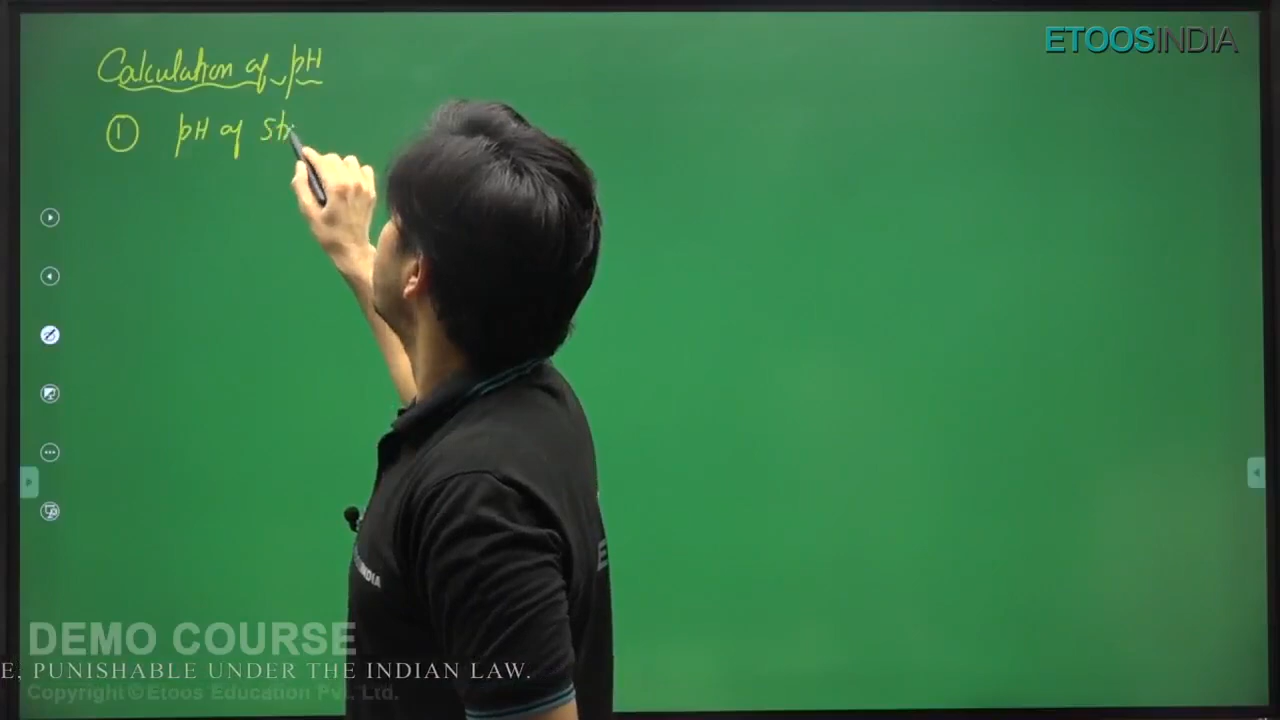 ETOOSINDIA
Calculation of pH
① pH of Str
DEMO COURSE
E, PUNISHABLE UNDER THE INDIAN LAW.
Copyright © Etoos Education Pvt. Ltd.